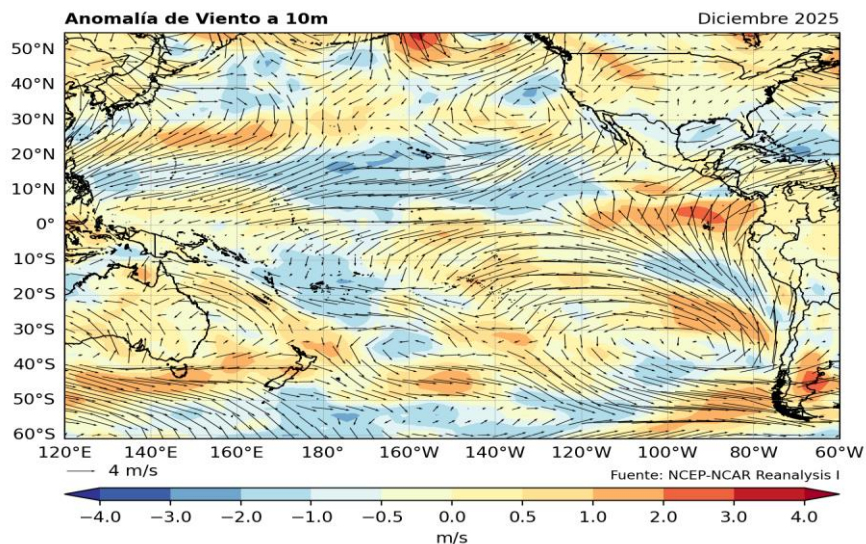 Anomalía de Viento a 10m
Diciembre 2025
50°N
40°N
30°N
20°N
10°N
0°
10°S
20°S
30°S
40°S
50°S
60°S
120°E 140°E 160°E 180° 160°W 140°W 120°W 100°W 80°W 60°W
4 m/s
Fuente: NCEP-NCAR Reanalysis I
−4.0 −3.0 −2.0 −1.0 −0.5 0.0 0.5 1.0 2.0 3.0 4.0
m/s